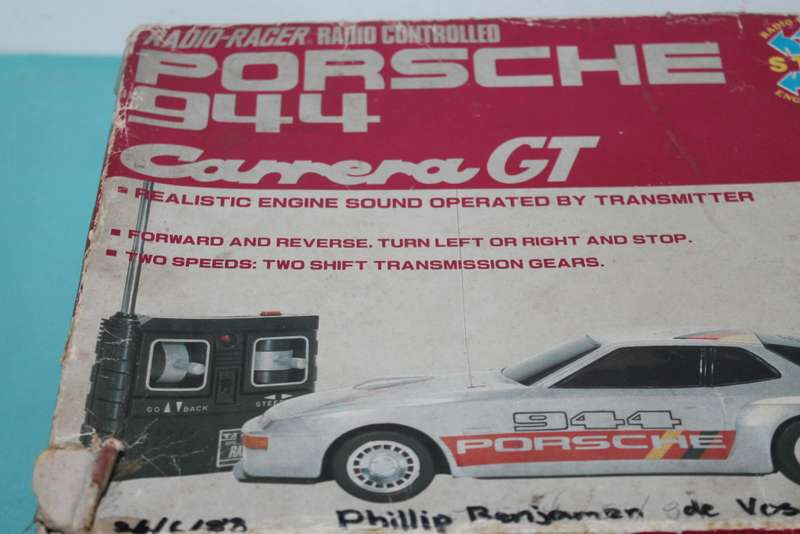 RADIO-RACER RADIO CONTROLLED
PORSCHE
944
Carrera GT
REALISTIC ENGINE SOUND OPERATED BY TRANSMITTER
FORWARD AND REVERSE. TURN LEFT OR RIGHT AND STOP.
TWO SPEEDS: TWO SHIFT TRANSMISSION GEARS.
GO BACK
944
PORSCHE
Phillip Benjamen de Vos